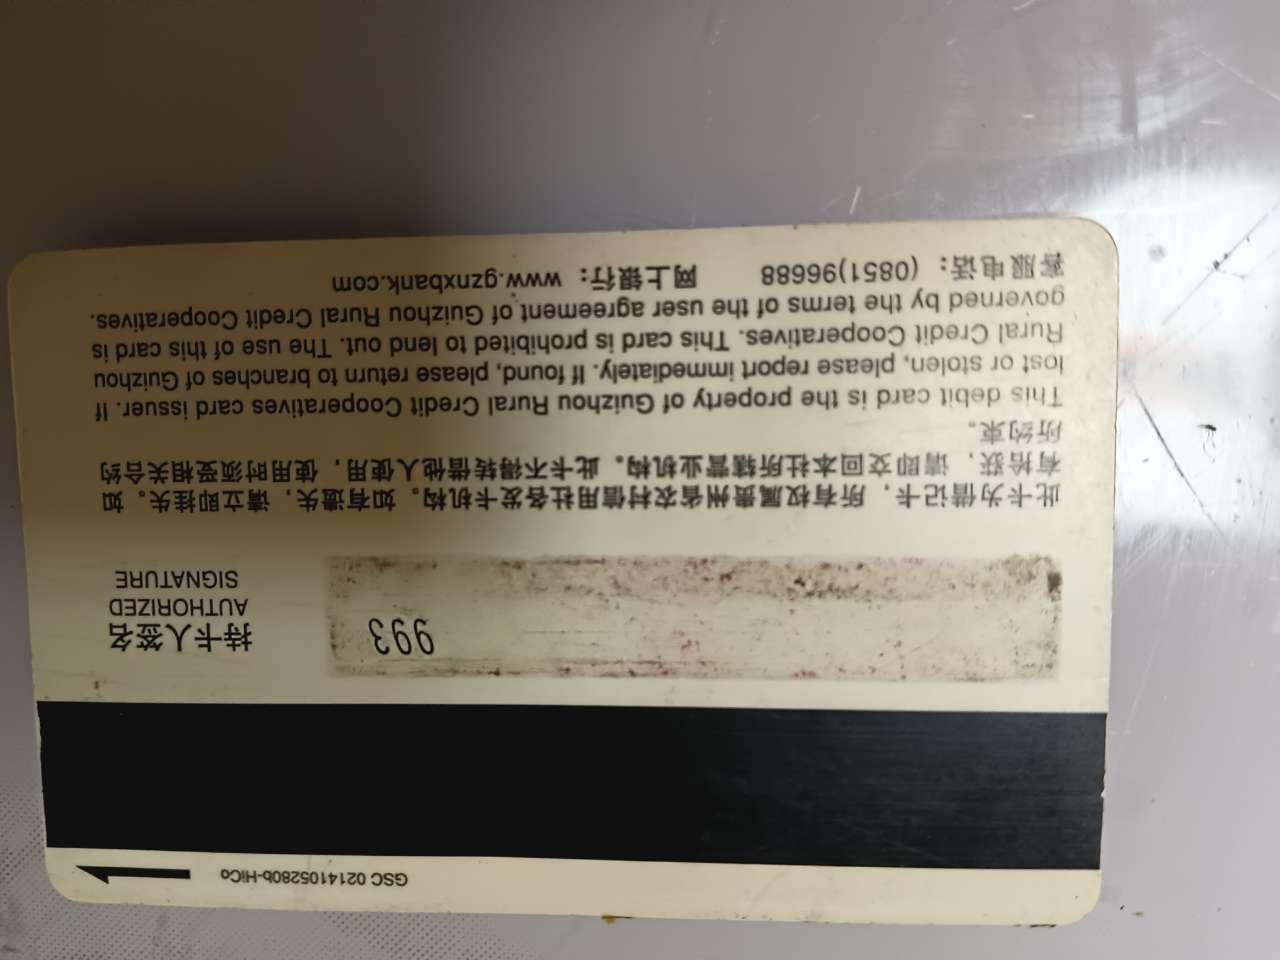 GSC 0214105280b-HiCo
持卡人签名
AUTHORIZED
SIGNATURE
993
此卡为借记卡，所有权属贵州省农村信用社各发卡机构。如有遗失，请立即挂失。如
有拾获，请即交回本社所辖营业机构。此卡不得转借他人使用，使用时须受相关合约
所约束。
This debit card is the property of Guizhou Rural Credit Cooperatives card issuer. If
lost or stolen, please report immediately. If found, please return to branches of Guizhou
Rural Credit Cooperatives. This card is prohibited to lend out. The use of this card is
governed by the terms of the user agreement of Guizhou Rural Credit Cooperatives.
客服电话：(0851)96688 网上银行：www.gznxbank.com